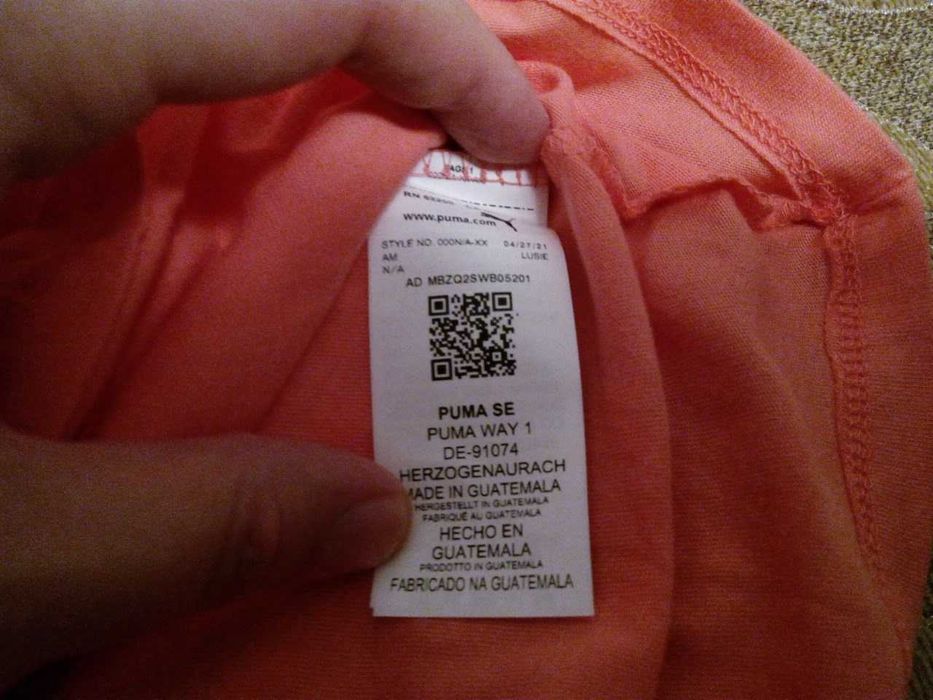 www.puma.com
STYLE NO. 000N/A-XX 04/27/21
AM LUSIE
N/A
AD MBZQ2SWB05201
PUMA SE
PUMA WAY 1
DE-91074
HERZOGENAURACH
MADE IN GUATEMALA
HERGESTELLT IN GUATEMALA
FABRIQUÉ AU GUATEMALA
HECHO EN
GUATEMALA
PRODOTTO IN GUATEMALA
FABRICADO NA GUATEMALA